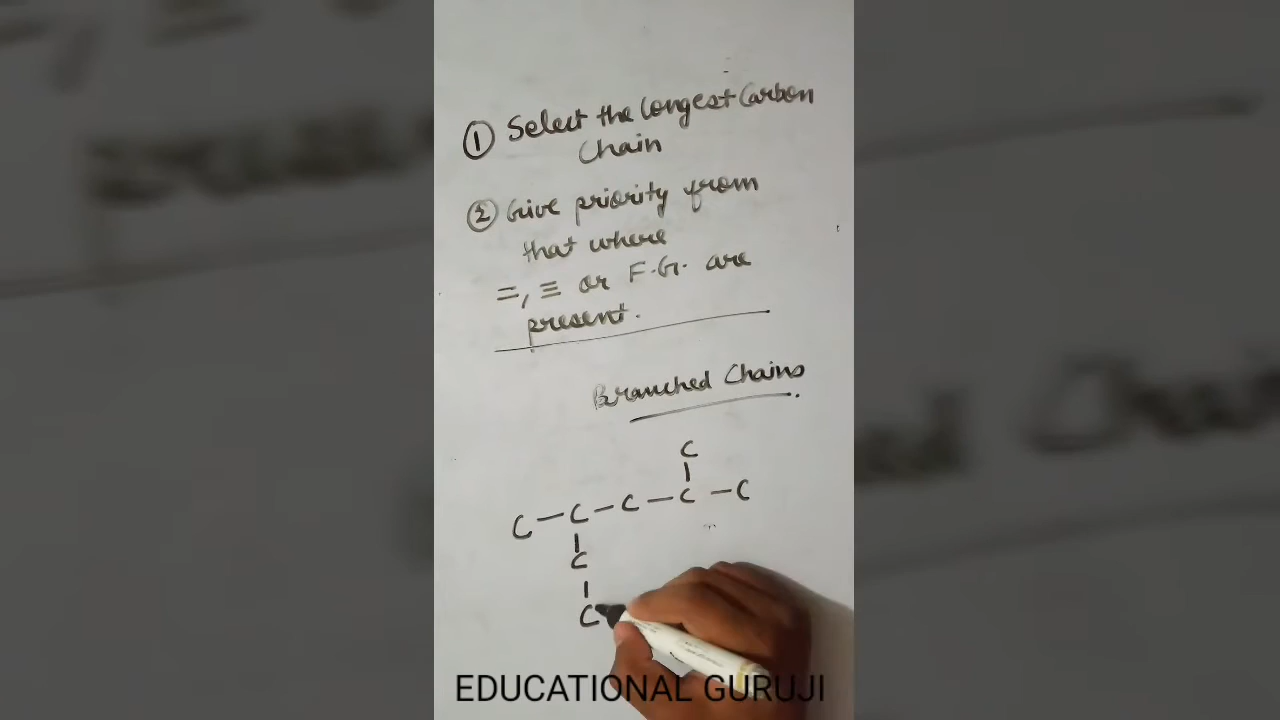 ① Select the longest Carbon
Chain
② Give priority from
that where
=, ≡ or F.G. are
present.
Branched Chains
C
C — C — C — C — C
C
C
EDUCATIONAL GURUJI